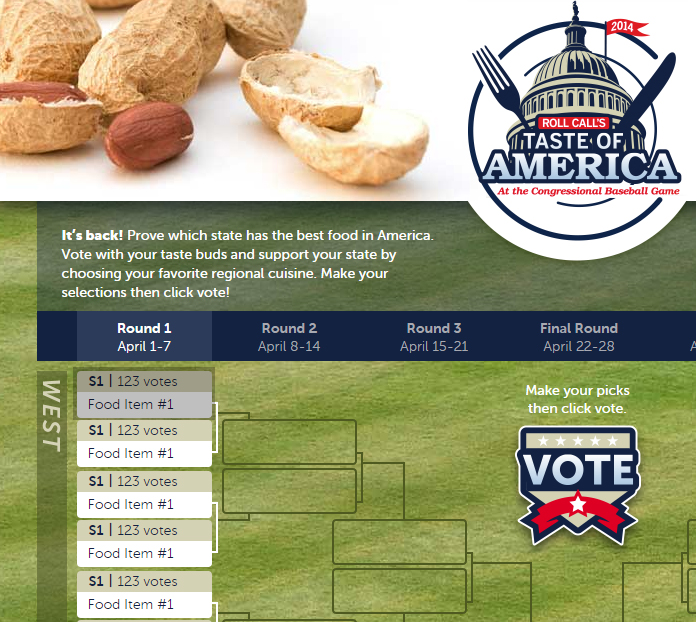 2014
ROLL CALL'S
TASTE OF
AMERICA
At the Congressional Baseball Game
It's back! Prove which state has the best food in America.
Vote with your taste buds and support your state by
choosing your favorite regional cuisine. Make your
selections then click vote!
Round 1
April 1-7
Round 2
April 8-14
Round 3
April 15-21
Final Round
April 22-28
A
WEST
S1 | 123 votes
Food Item #1
S1 | 123 votes
Food Item #1
S1 | 123 votes
Food Item #1
S1 | 123 votes
Food Item #1
S1 | 123 votes
Food Item #1
Make your picks
then click vote.
VOTE